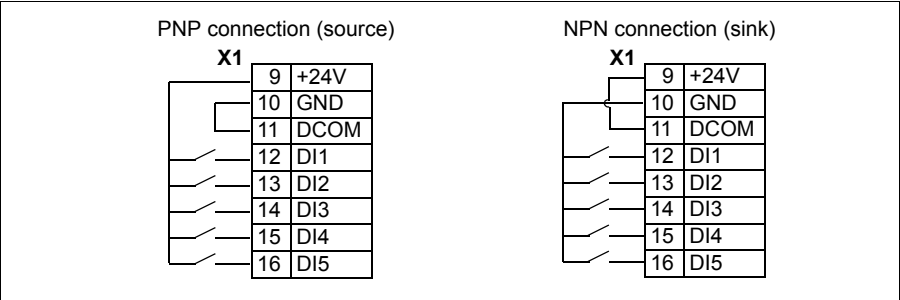 PNP connection (source)
X1
9 +24V
10 GND
11 DCOM
12 DI1
13 DI2
14 DI3
15 DI4
16 DI5
NPN connection (sink)
X1
9 +24V
10 GND
11 DCOM
12 DI1
13 DI2
14 DI3
15 DI4
16 DI5